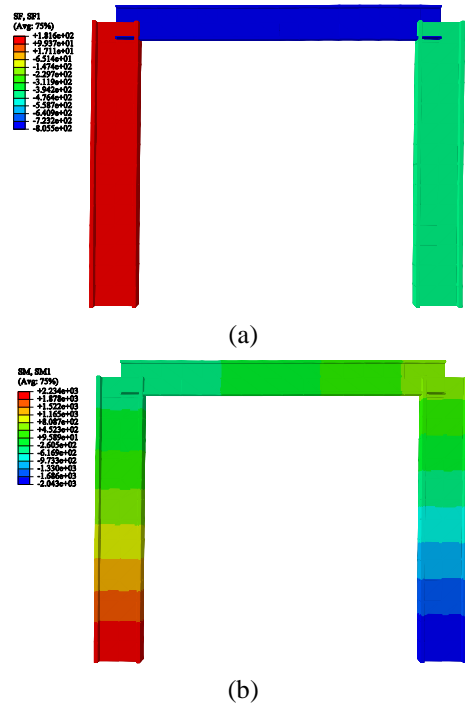 SF, SF1
(Avg: 75%)
+1.816e+02
+9.937e+01
+1.711e+01
-6.514e+01
-1.474e+02
-2.297e+02
-3.119e+02
-3.942e+02
-4.764e+02
-5.587e+02
-6.409e+02
-7.232e+02
-8.055e+02
(a)
SM, SM1
(Avg: 75%)
+2.234e+03
+1.878e+03
+1.522e+03
+1.165e+03
+8.087e+02
+4.523e+02
+9.589e+01
-2.605e+02
-6.169e+02
-9.733e+02
-1.330e+03
-1.686e+03
-2.043e+03
(b)